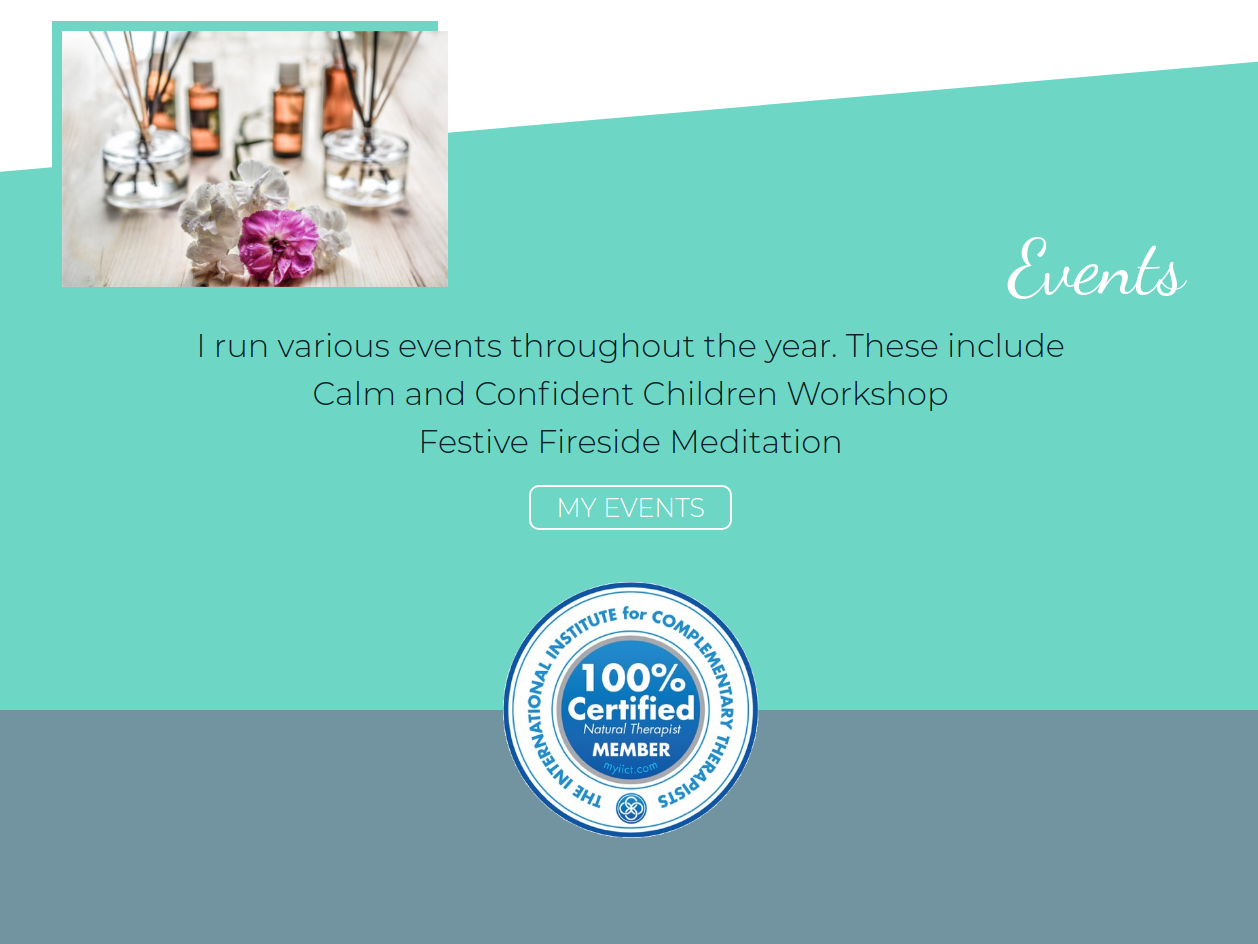 Events
I run various events throughout the year. These include
Calm and Confident Children Workshop
Festive Fireside Meditation
MY EVENTS
THE INTERNATIONAL INSTITUTE for COMPLEMENTARY THERAPISTS
100%
Certified
Natural Therapist
MEMBER
myiict.com